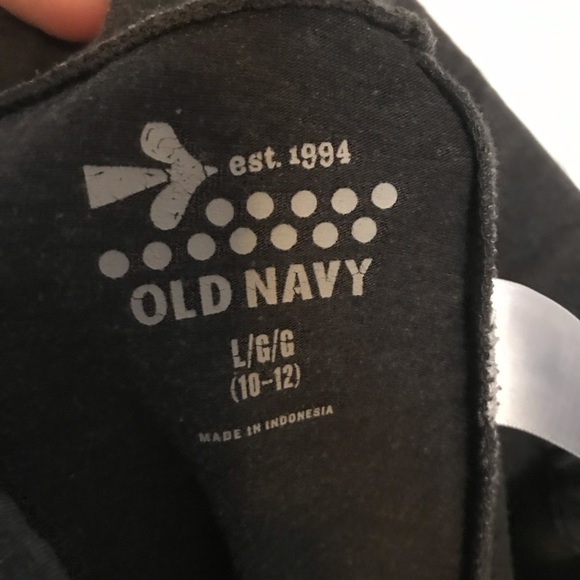 est. 1994
OLD NAVY
L/G/G
(10-12)
MADE IN INDONESIA